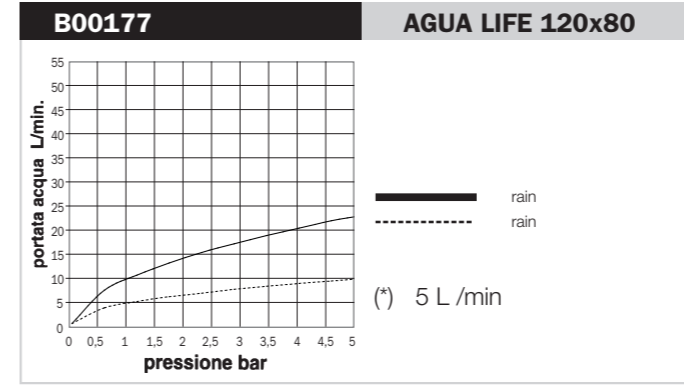 B00177 AGUA LIFE 120x80
portata acqua L/min.
55
50
45
40
35
30
25
20
15
10
5
0
0 0,5 1 1,5 2 2,5 3 3,5 4 4,5 5
pressione bar
rain
rain
(*) 5 L /min